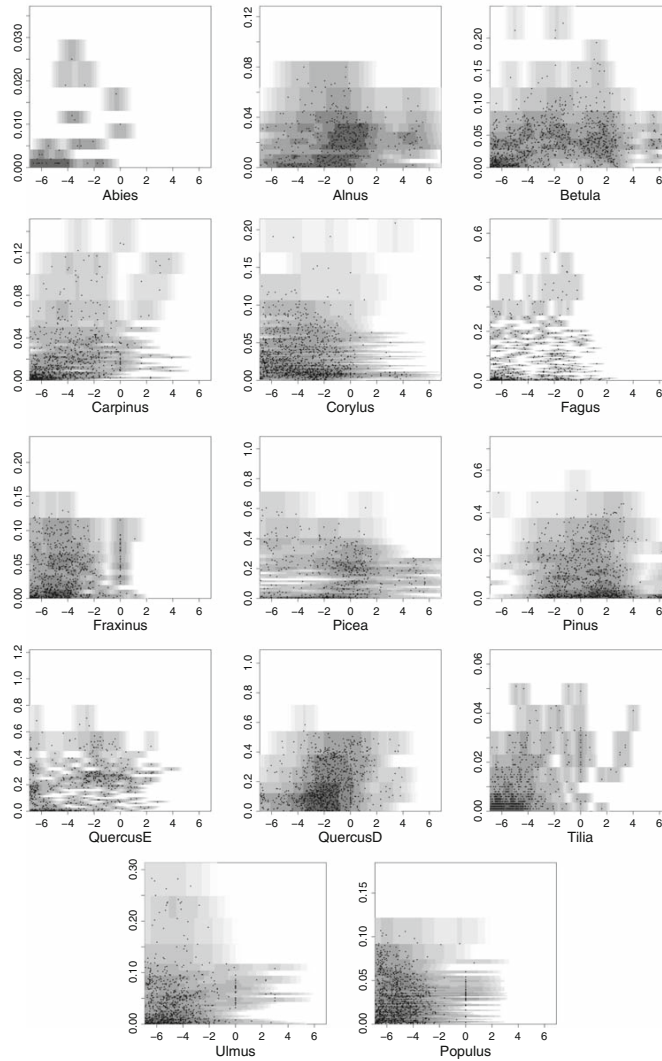 0.000 0.010 0.020 0.030
−6 −4 −2 0 2 4 6
Abies
0.00 0.04 0.08 0.12
−6 −4 −2 0 2 4 6
Alnus
0.00 0.05 0.10 0.15 0.20
−6 −4 −2 0 2 4 6
Betula
0.00 0.04 0.08 0.12
−6 −4 −2 0 2 4 6
Carpinus
0.00 0.05 0.10 0.15 0.20
−6 −4 −2 0 2 4 6
Corylus
0.0 0.2 0.4 0.6
−6 −4 −2 0 2 4 6
Fagus
0.00 0.05 0.10 0.15 0.20
−6 −4 −2 0 2 4 6
Fraxinus
0.0 0.2 0.4 0.6 0.8 1.0
−6 −4 −2 0 2 4 6
Picea
0.0 0.2 0.4 0.6
−6 −4 −2 0 2 4 6
Pinus
0.0 0.2 0.4 0.6 0.8 1.0 1.2
−6 −4 −2 0 2 4 6
QuercusE
0.0 0.2 0.4 0.6 0.8 1.0
−6 −4 −2 0 2 4 6
QuercusD
0.00 0.02 0.04 0.06
−6 −4 −2 0 2 4 6
Tilia
0.00 0.10 0.20 0.30
−6 −4 −2 0 2 4 6
Ulmus
0.00 0.05 0.10 0.15
−6 −4 −2 0 2 4 6
Populus